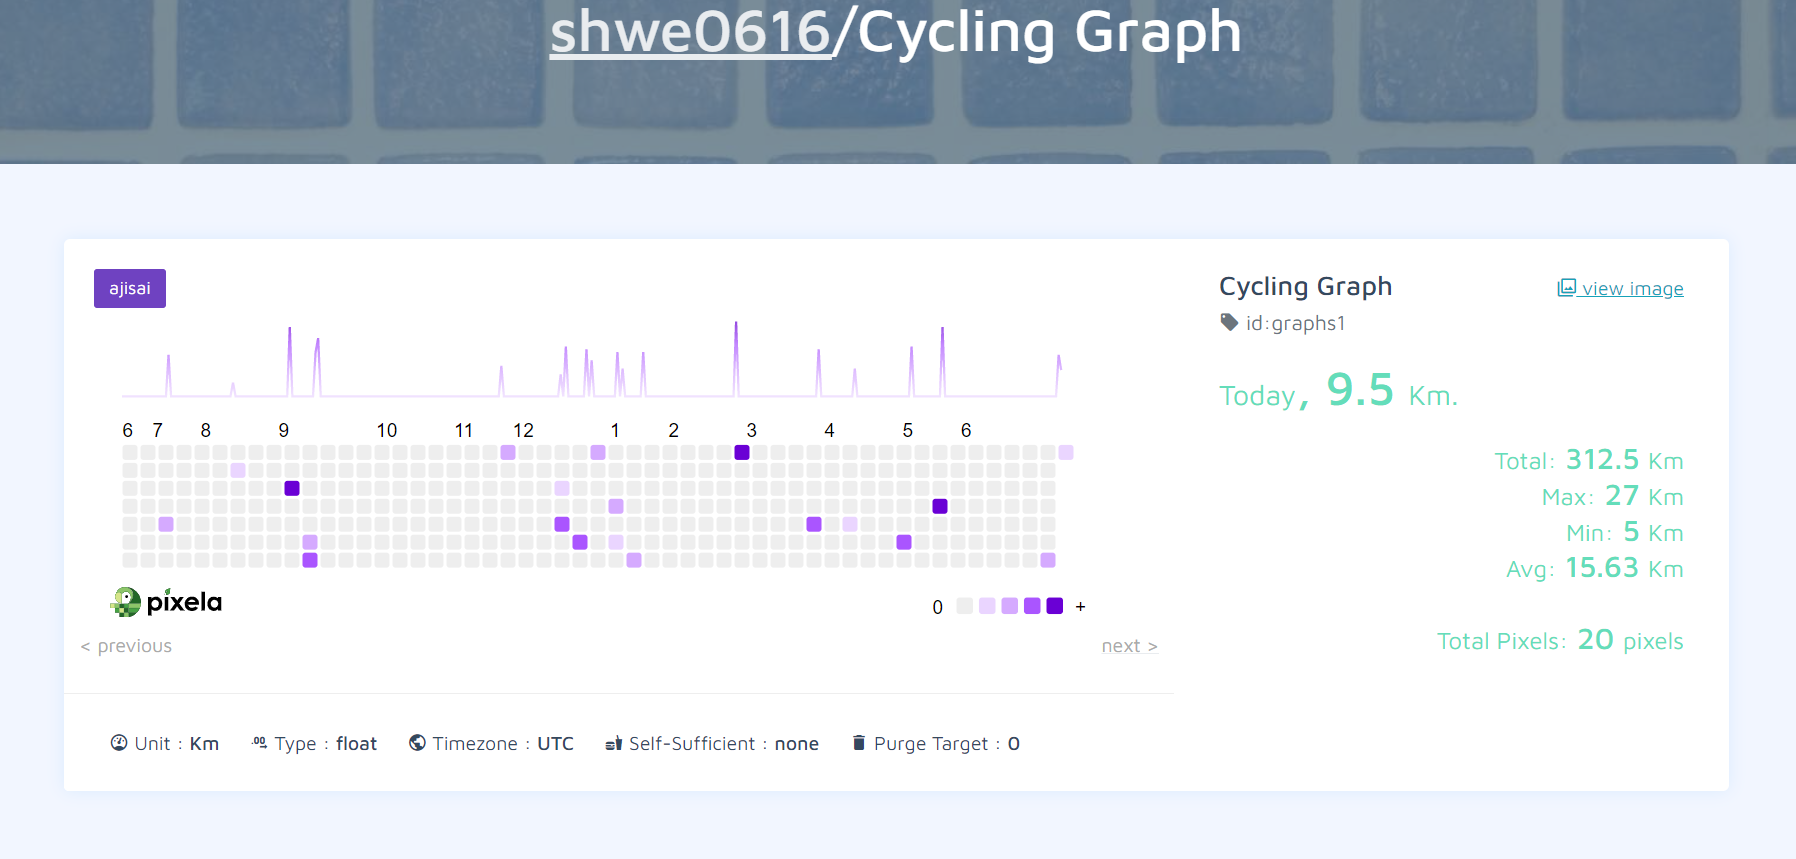 shwe0616/Cycling Graph
ajisai
6 7 8 9 10 11 12 1 2 3 4 5 6
pixela
0 +
< previous
next >
Cycling Graph
view image
id:graphs1
Today, 9.5 Km.
Total: 312.5 Km
Max: 27 Km
Min: 5 Km
Avg: 15.63 Km
Total Pixels: 20 pixels
Unit : Km .00 Type : float Timezone : UTC Self-Sufficient : none Purge Target : 0